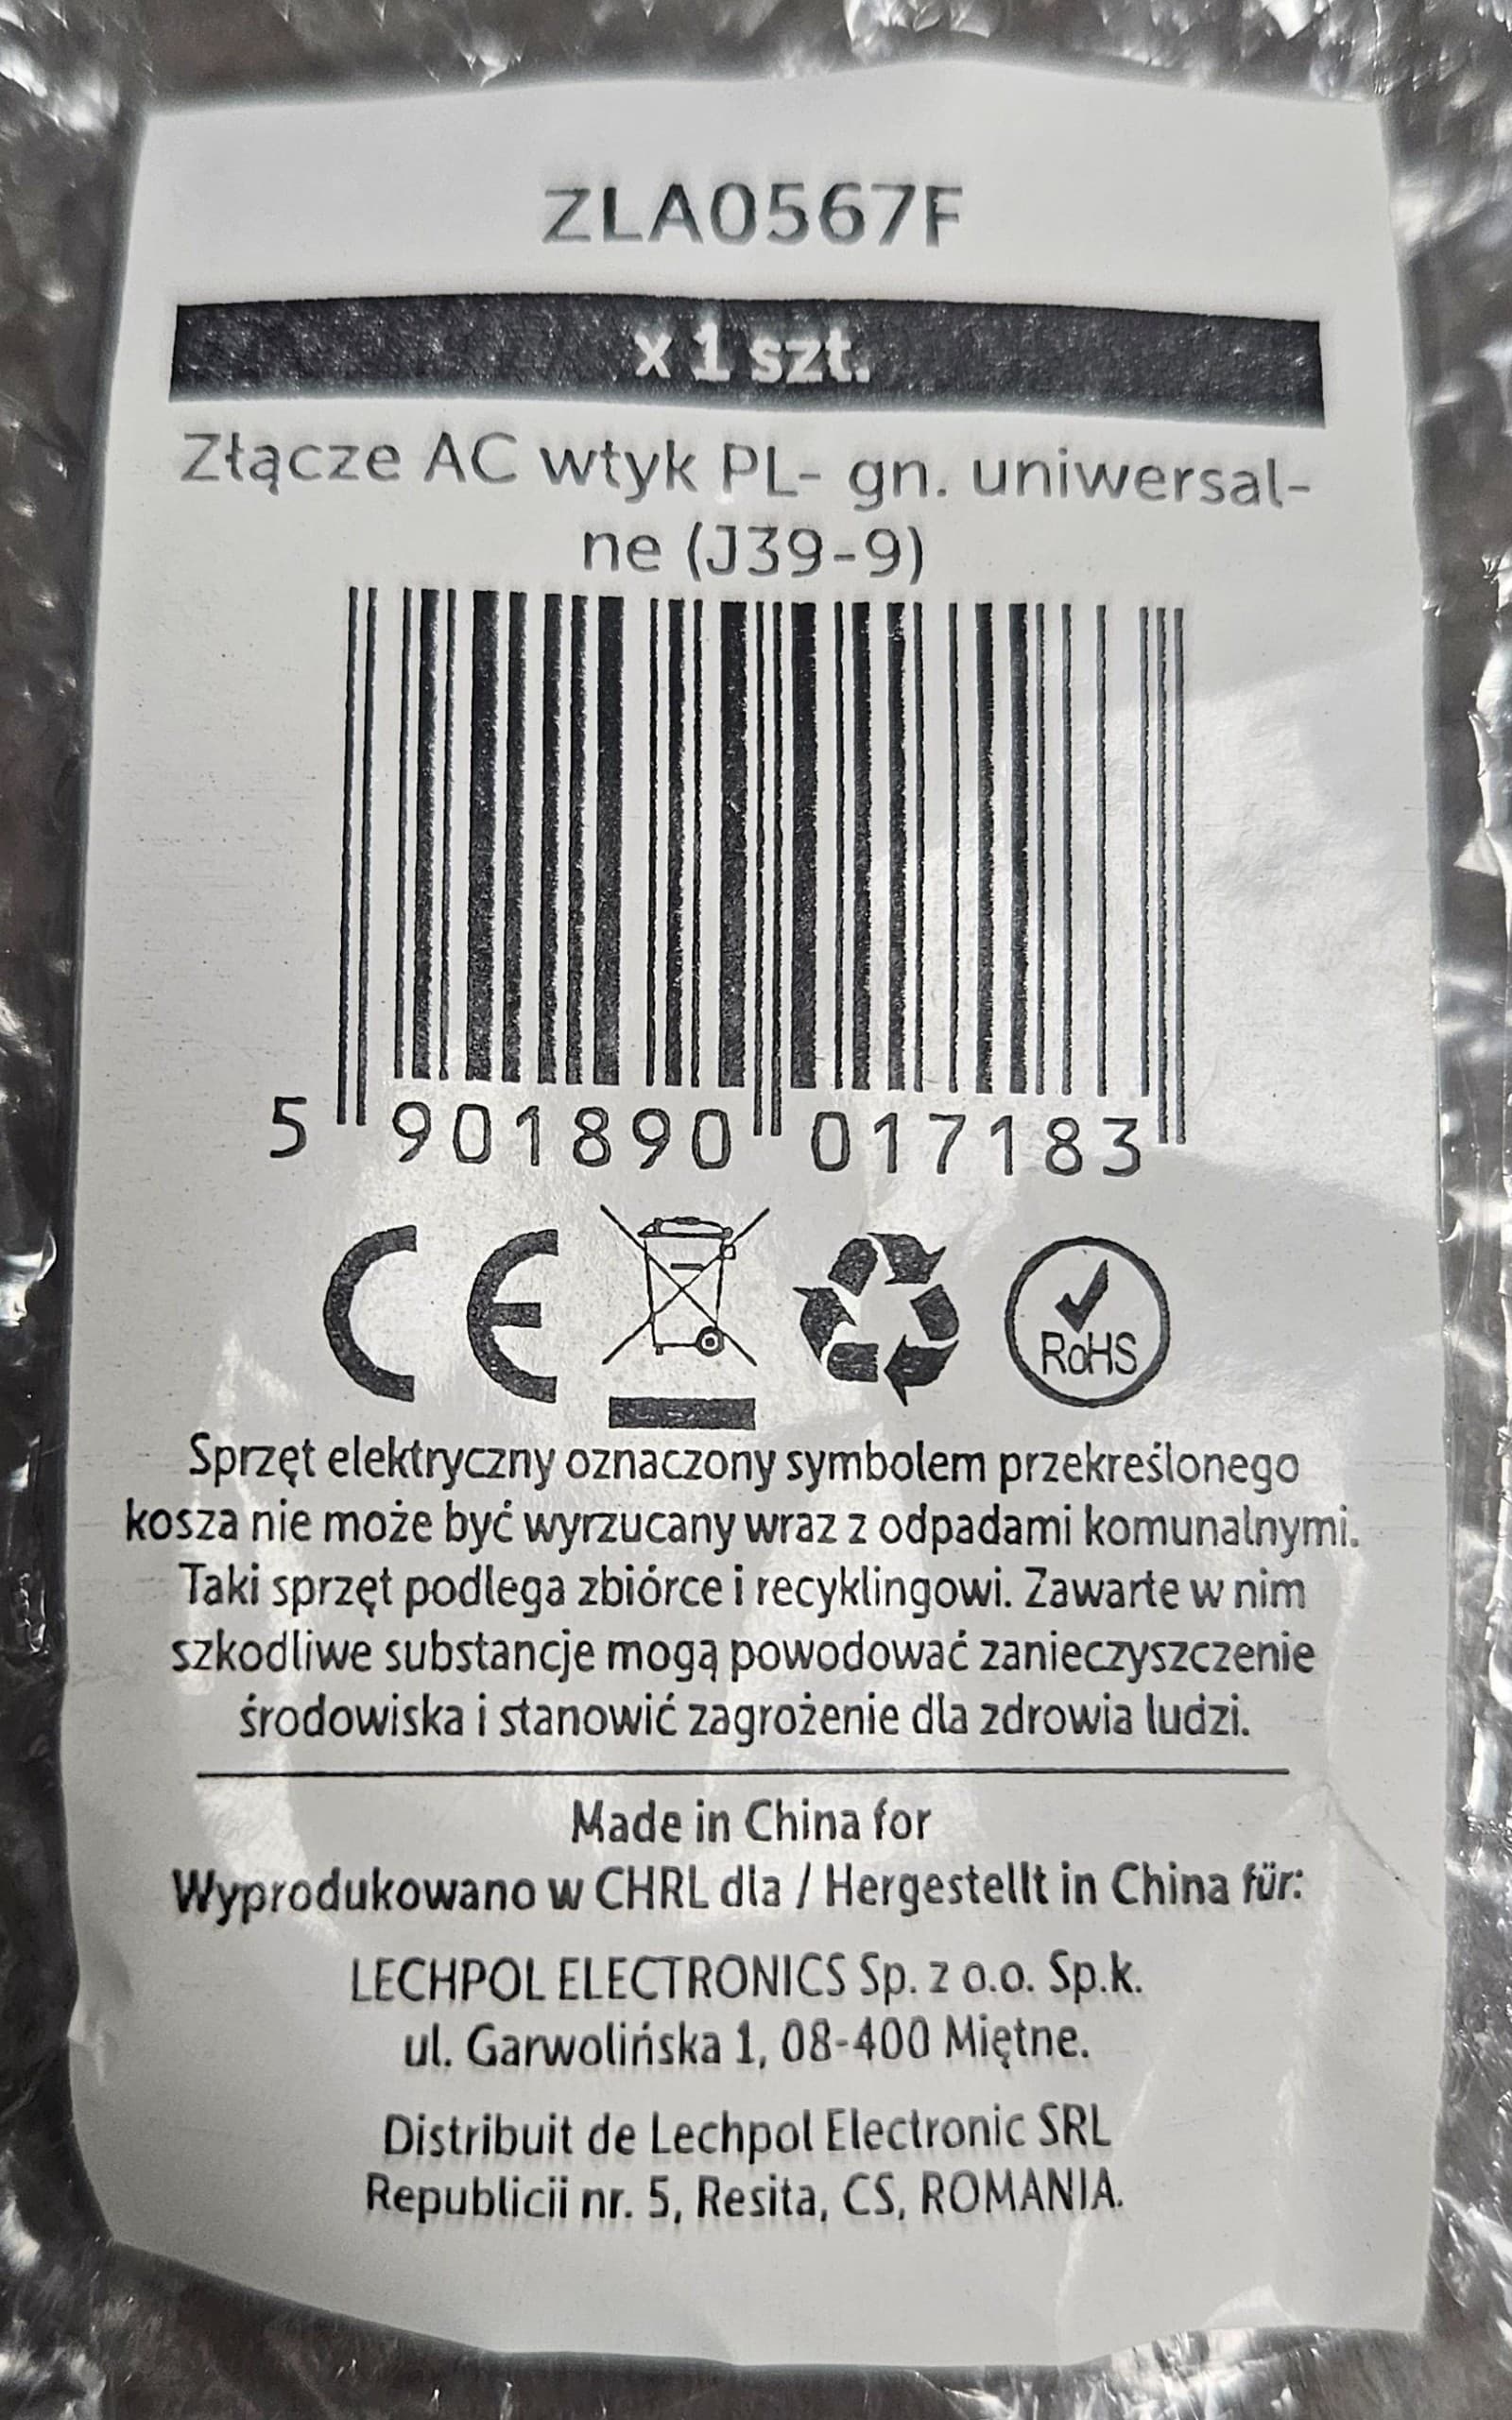 ZLA0567F
x 1 szt.
Złącze AC wtyk PL- gn. uniwersal-
ne (J39-9)
5 901890 017183
CE
RoHS
Sprzęt elektryczny oznaczony symbolem przekreślonego
kosza nie może być wyrzucany wraz z odpadami komunalnymi.
Taki sprzęt podlega zbiórce i recyklingowi. Zawarte w nim
szkodliwe substancje mogą powodować zanieczyszczenie
środowiska i stanowić zagrożenie dla zdrowia ludzi.
Made in China for
Wyprodukowano w CHRL dla / Hergestellt in China für:
LECHPOL ELECTRONICS Sp. z o.o. Sp.k.
ul. Garwolińska 1, 08-400 Miętne.
Distribuit de Lechpol Electronic SRL
Republicii nr. 5, Resita, CS, ROMANIA.